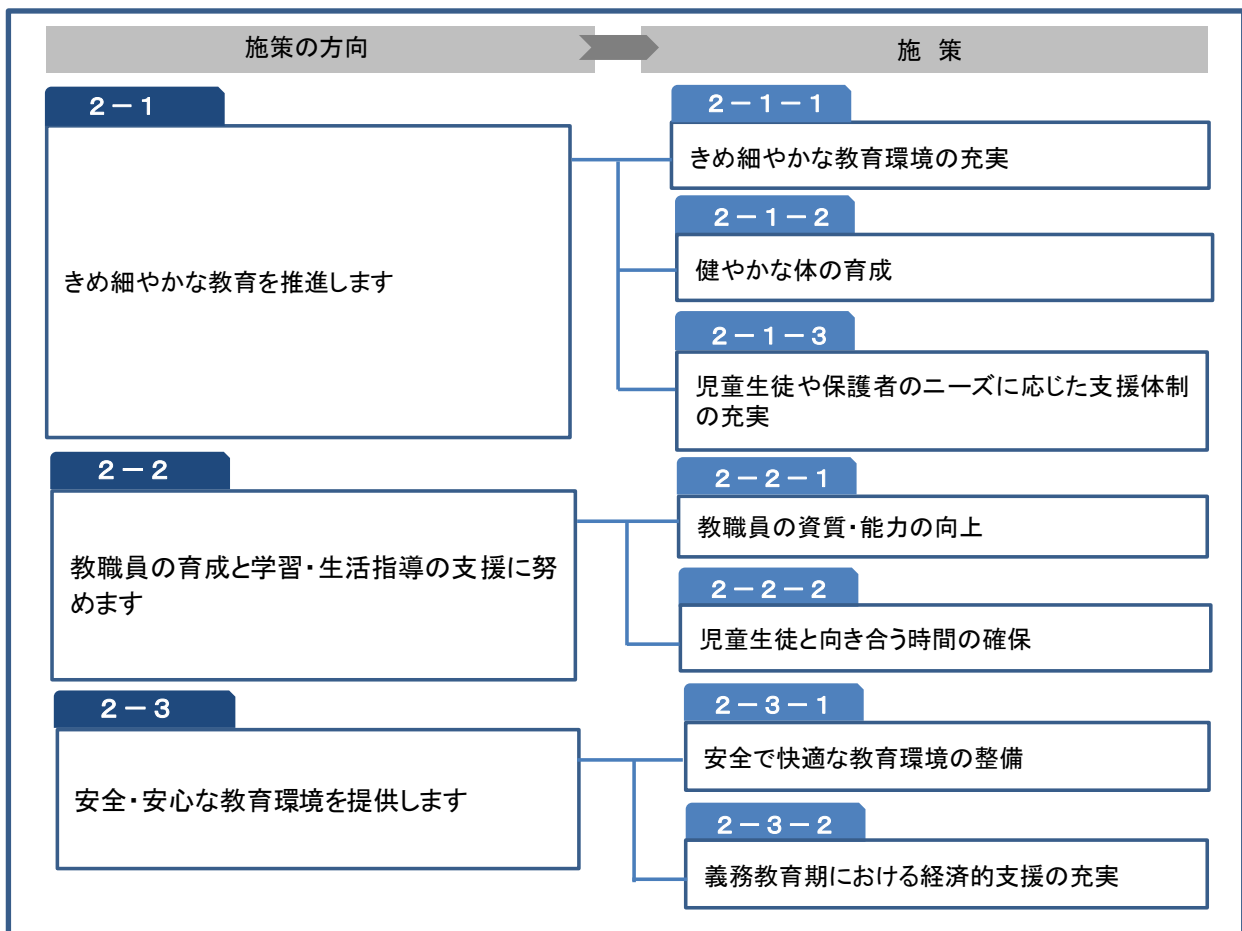 施策の方向
施 策
２－１
きめ細やかな教育を推進します
２－１－１
きめ細やかな教育環境の充実
２－１－２
健やかな体の育成
２－１－３
児童生徒や保護者のニーズに応じた支援体制
の充実
２－２
教職員の育成と学習・生活指導の支援に努
めます
２－２－１
教職員の資質・能力の向上
２－２－２
児童生徒と向き合う時間の確保
２－３
安全・安心な教育環境を提供します
２－３－１
安全で快適な教育環境の整備
２－３－２
義務教育期における経済的支援の充実